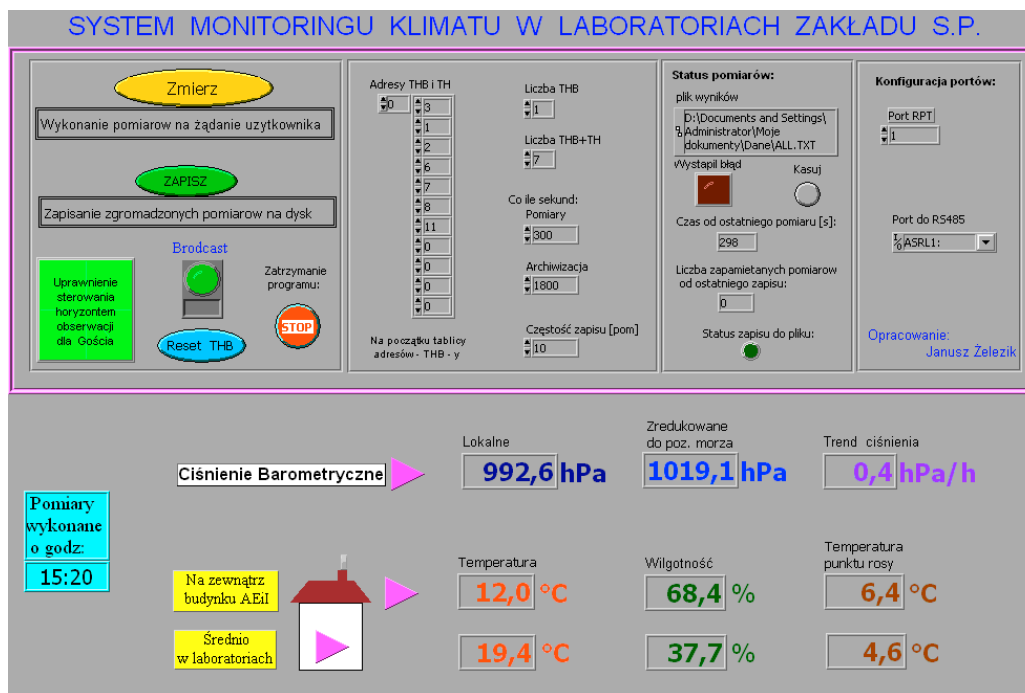 SYSTEM MONITORINGU KLIMATU W LABORATORIACH ZAKŁADU S.P.
Zmierz
Wykonanie pomiarow na żądanie uzytkownika
ZAPISZ
Zapisanie zgromadzonych pomiarow na dysk
Brodcast
Uprawnienie
sterowania
horyzontem
obserwacji
dla Gościa
Reset THB
Zatrzymanie
programu:
STOP
Adresy THB i TH
0
3
1
2
6
7
8
11
0
0
0
0
Na początku tablicy
adresów - THB - y
Liczba THB
1
Liczba THB+TH
7
Co ile sekund:
Pomiary
300
Archiwizacja
1800
Częstość zapisu [pom]
10
Status pomiarów:
plik wyników
D:\Documents and Settings\
Administrator\Moje
dokumenty\Dane\ALL.TXT
Wystapil błąd
Kasuj
Czas od ostatniego pomiaru [s]:
298
Liczba zapamietanych pomiarow
od ostatniego zapisu:
0
Status zapisu do pliku:
Konfiguracja portów:
Port RPT
1
Port do RS485
ASRL1:
Opracowanie:
Janusz Żelezik
Ciśnienie Barometryczne
Lokalne
992,6 hPa
Zredukowane
do poz. morza
1019,1 hPa
Trend ciśnienia
0,4 hPa/h
Pomiary
wykonane
o godz:
15:20
Na zewnątrz
budynku AEiI
Temperatura
12,0 °C
Wilgotność
68,4 %
Temperatura
punktu rosy
6,4 °C
Średnio
w laboratoriach
19,4 °C
37,7 %
4,6 °C